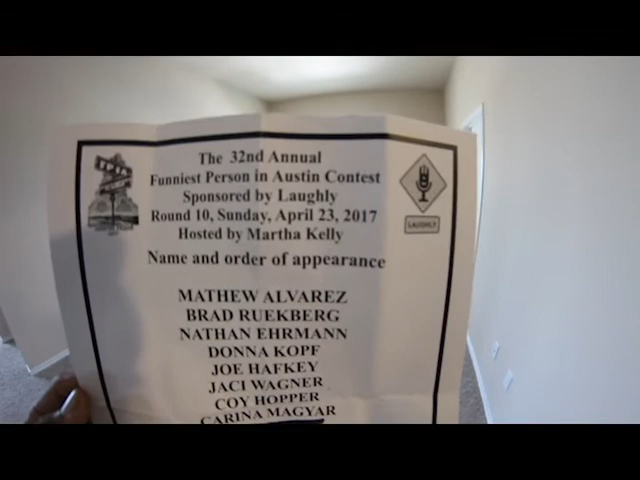 The 32nd Annual
Funniest Person in Austin Contest
Sponsored by Laughly
Round 10, Sunday, April 23, 2017
Hosted by Martha Kelly
LAUGHLY
Name and order of appearance
MATHEW ALVAREZ
BRAD RUEKBERG
NATHAN EHRMANN
DONNA KOPF
JOE HAFKEY
JACI WAGNER
COY HOPPER
CARINA MAGYAR